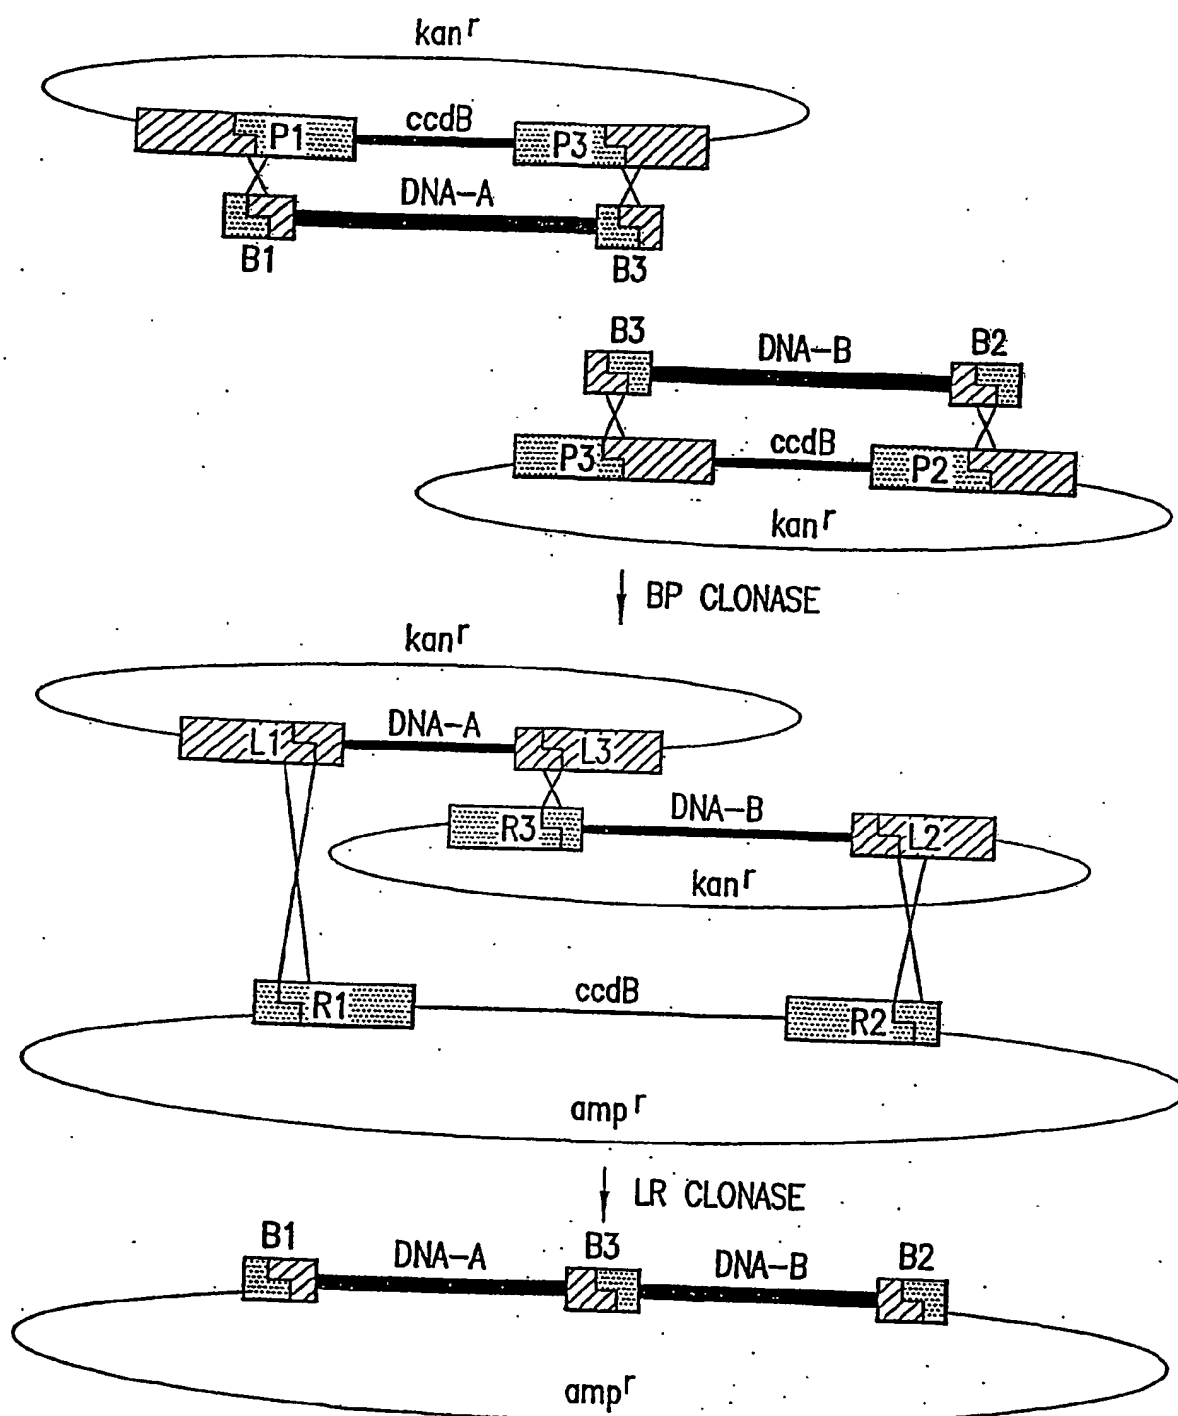 kanʳ
ccdB
P1
P3
DNA-A
B1
B3
B3
DNA-B
B2
ccdB
P3
P2
kanʳ
BP CLONASE
kanʳ
DNA-A
L1
L3
DNA-B
R3
L2
kanʳ
ccdB
R1
R2
ampʳ
LR CLONASE
B1
DNA-A
B3
DNA-B
B2
ampʳ